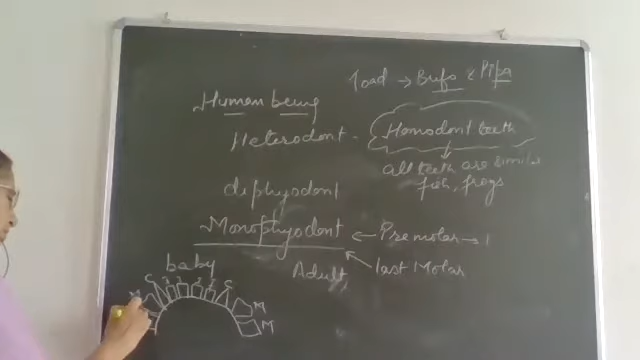 Toad → Bufo & Pipa
Human being
Heterodont - Homodont teeth
all teeth are similar
fish, frogs
diphyodont
Monophyodont ← Premolar → 1
last Molar
baby
Adult
C I I I I C
M M
M